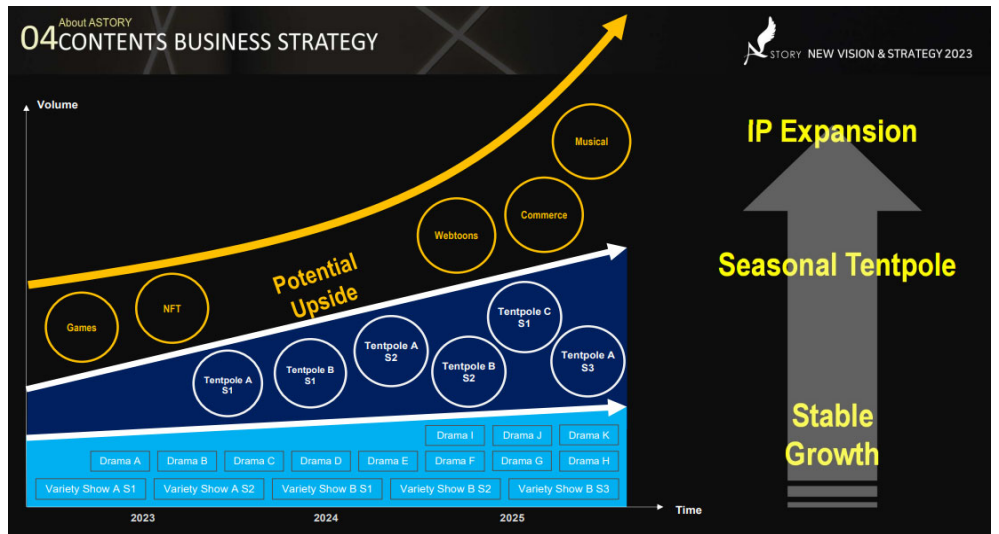 About ASTORY
04 CONTENTS BUSINESS STRATEGY
ASTORY NEW VISION & STRATEGY 2023
Volume
Musical
Commerce
Webtoons
Potential
Upside
NFT
Games
Tentpole C
S1
Tentpole A
S2
Tentpole B
S1
Tentpole A
S1
Tentpole B
S2
Tentpole A
S3
Drama I
Drama J
Drama K
Drama A
Drama B
Drama C
Drama D
Drama E
Drama F
Drama G
Drama H
Variety Show A S1
Variety Show A S2
Variety Show B S1
Variety Show B S2
Variety Show B S3
Time
2023
2024
2025
IP Expansion
Seasonal Tentpole
Stable
Growth